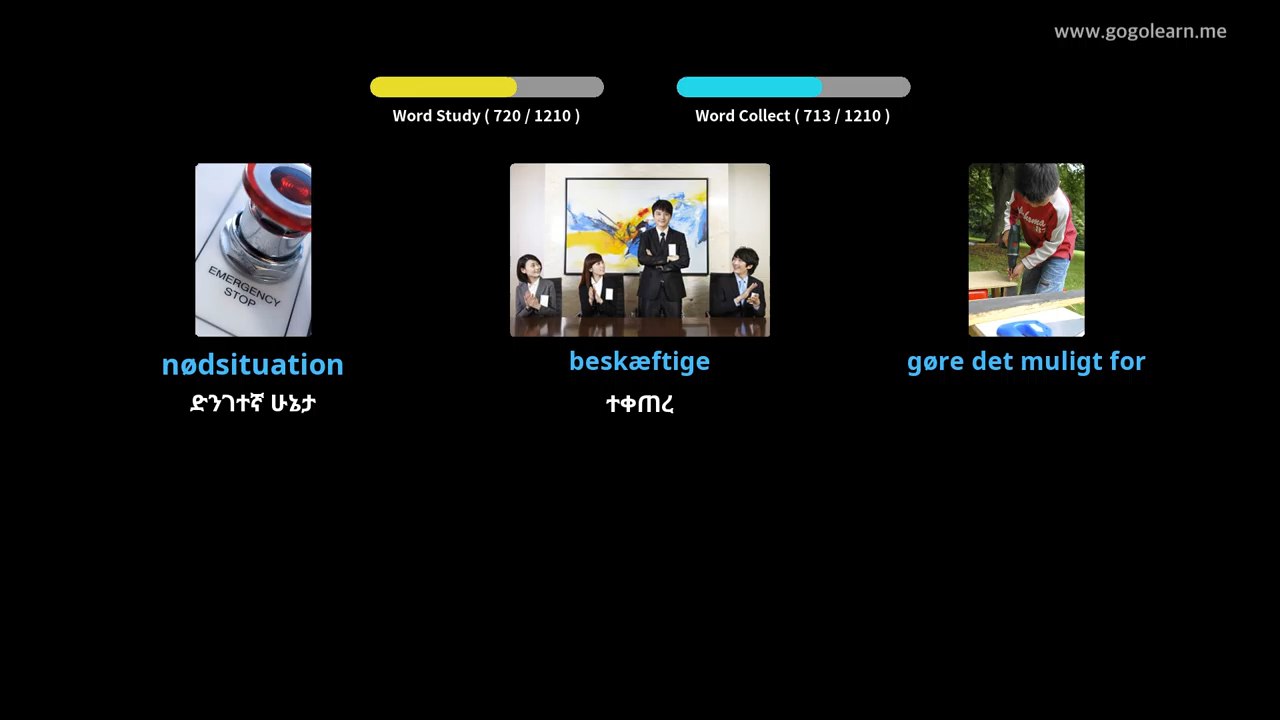 www.gogolearn.me
Word Study ( 720 / 1210 )
Word Collect ( 713 / 1210 )
EMERGENCY
STOP
nødsituation
beskæftige
gøre det muligt for
ድንገተኛ ሁኔታ
ተቀጠረ